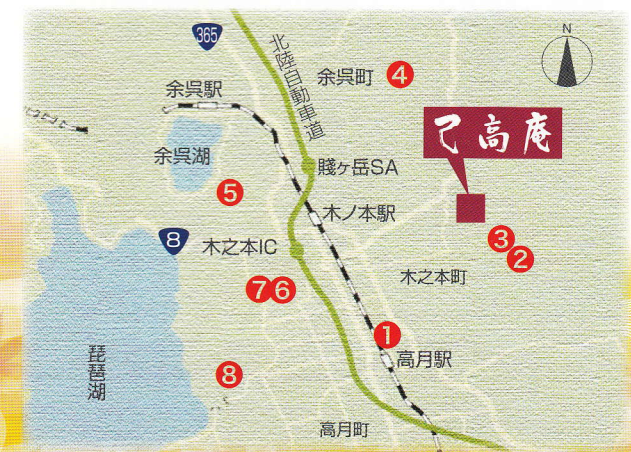 365
N
北陸自動車道
余呉町
4
余呉駅
己高庵
余呉湖
賤ヶ岳SA
5
木ノ本駅
8
木之本IC
3
2
木之本町
7
6
1
琵琶湖
高月駅
8
高月町